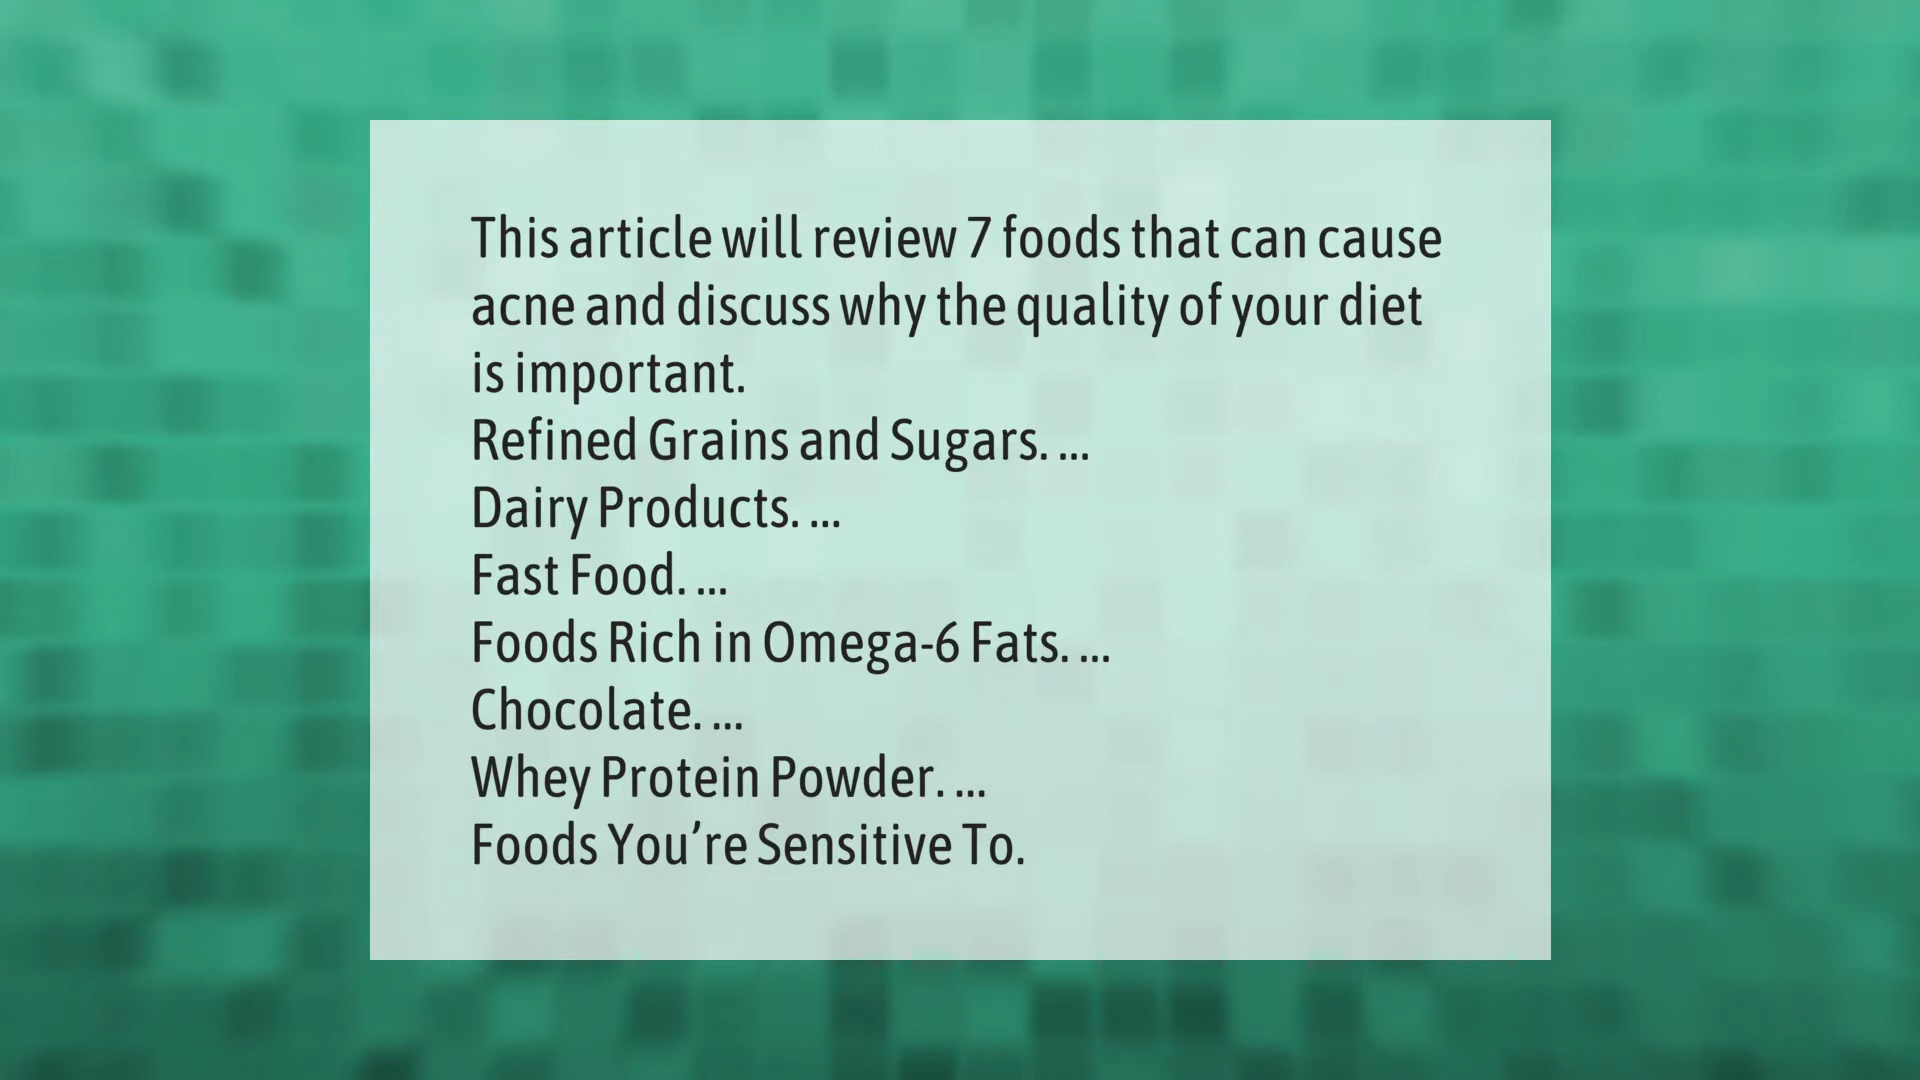 This article will review 7 foods that can cause
acne and discuss why the quality of your diet
is important.
Refined Grains and Sugars. ...
Dairy Products. ...
Fast Food. ...
Foods Rich in Omega-6 Fats. ...
Chocolate. ...
Whey Protein Powder. ...
Foods You’re Sensitive To.